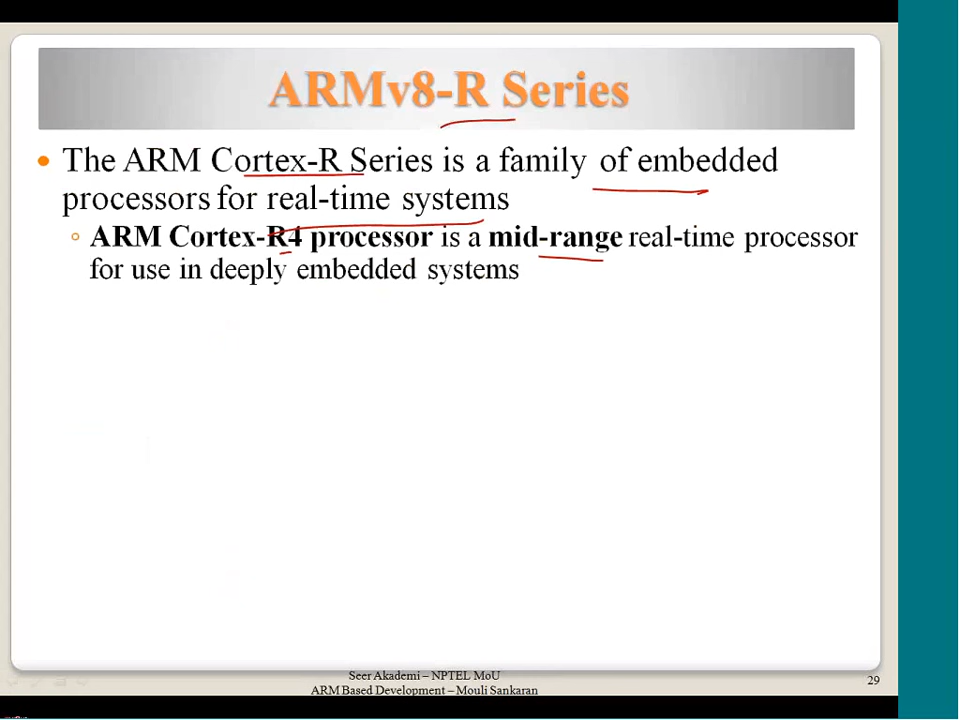 ARMv8-R Series
The ARM Cortex-R Series is a family of embedded
processors for real-time systems
ARM Cortex-R4 processor is a mid-range real-time processor
for use in deeply embedded systems
Seer Akademi – NPTEL MoU
ARM Based Development – Mouli Sankaran
29